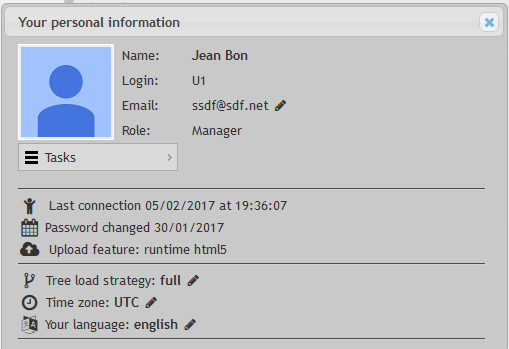 Your personal information
Name: Jean Bon
Login: U1
Email: ssdf@sdf.net
Role: Manager
Tasks
Last connection 05/02/2017 at 19:36:07
Password changed 30/01/2017
Upload feature: runtime html5
Tree load strategy: full
Time zone: UTC
Your language: english